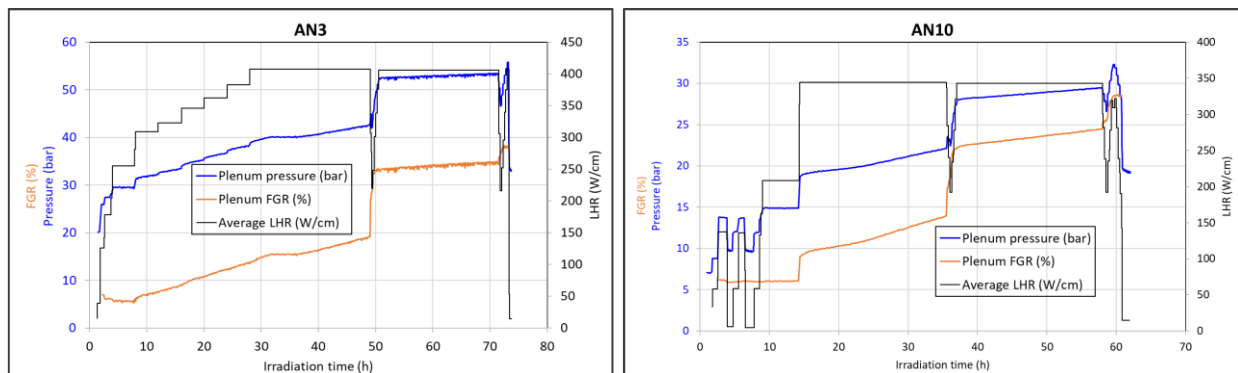 AN3
FGR (%)
Pressure (bar)
60
50
40
30
20
10
0
450
400
350
300
250
200
150
100
50
0
LHR (W/cm)
Plenum pressure (bar)
Plenum FGR (%)
Average LHR (W/cm)
0 10 20 30 40 50 60 70 80
Irradiation time (h)
AN10
FGR (%)
Pressure (bar)
35
30
25
20
15
10
5
0
400
350
300
250
200
150
100
50
0
LHR (W/cm)
Plenum pressure (bar)
Plenum FGR (%)
Average LHR (W/cm)
0 10 20 30 40 50 60 70
Irradiation time (h)